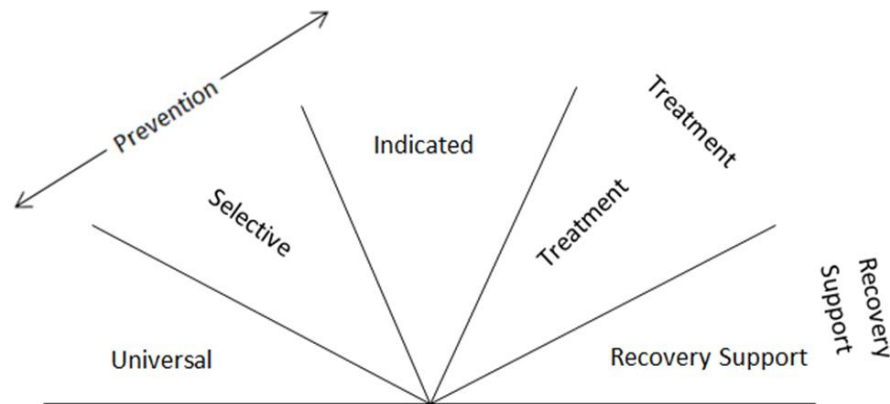 Prevention
Treatment
Indicated
Selective
Treatment
Recovery
Support
Universal
Recovery Support